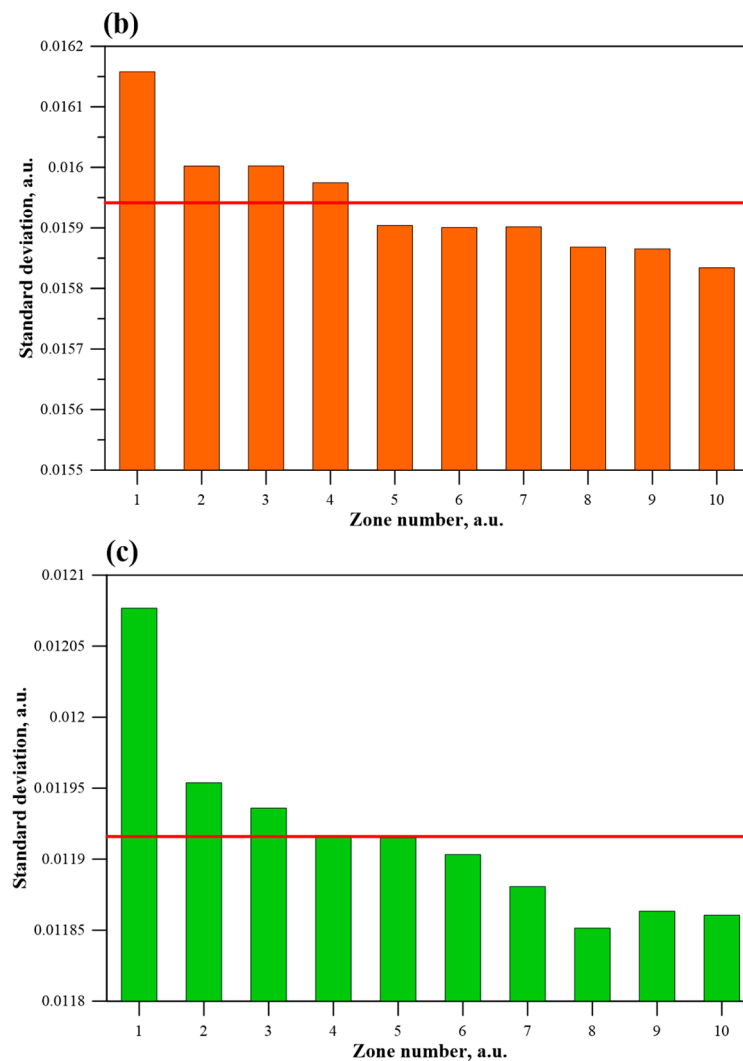 (b)
0.0162
0.0161
0.016
0.0159
0.0158
0.0157
0.0156
0.0155
Standard deviation, a.u.
1 2 3 4 5 6 7 8 9 10
Zone number, a.u.
(c)
0.0121
0.01205
0.012
0.01195
0.0119
0.01185
0.0118
Standard deviation, a.u.
1 2 3 4 5 6 7 8 9 10
Zone number, a.u.